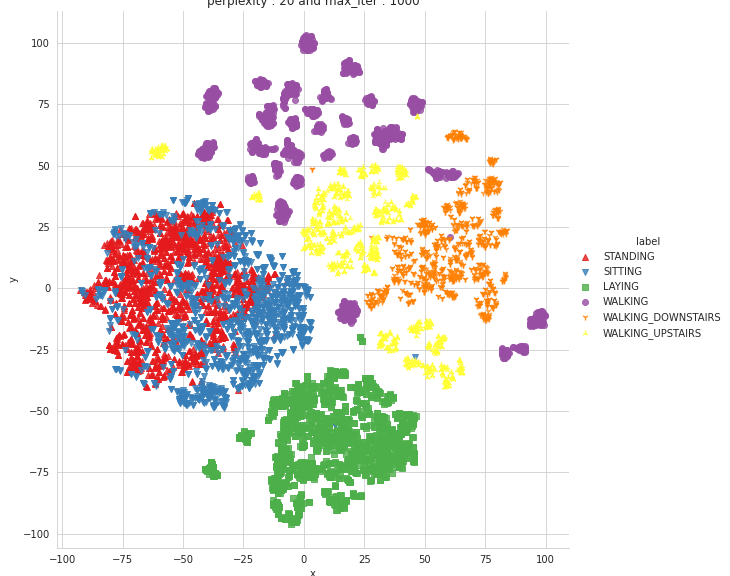 perplexity : 20 and max_iter : 1000
100
75
50
25
0
−25
−50
−75
−100
y
−100 −75 −50 −25 0 25 50 75 100
x
label
STANDING
SITTING
LAYING
WALKING
WALKING_DOWNSTAIRS
WALKING_UPSTAIRS